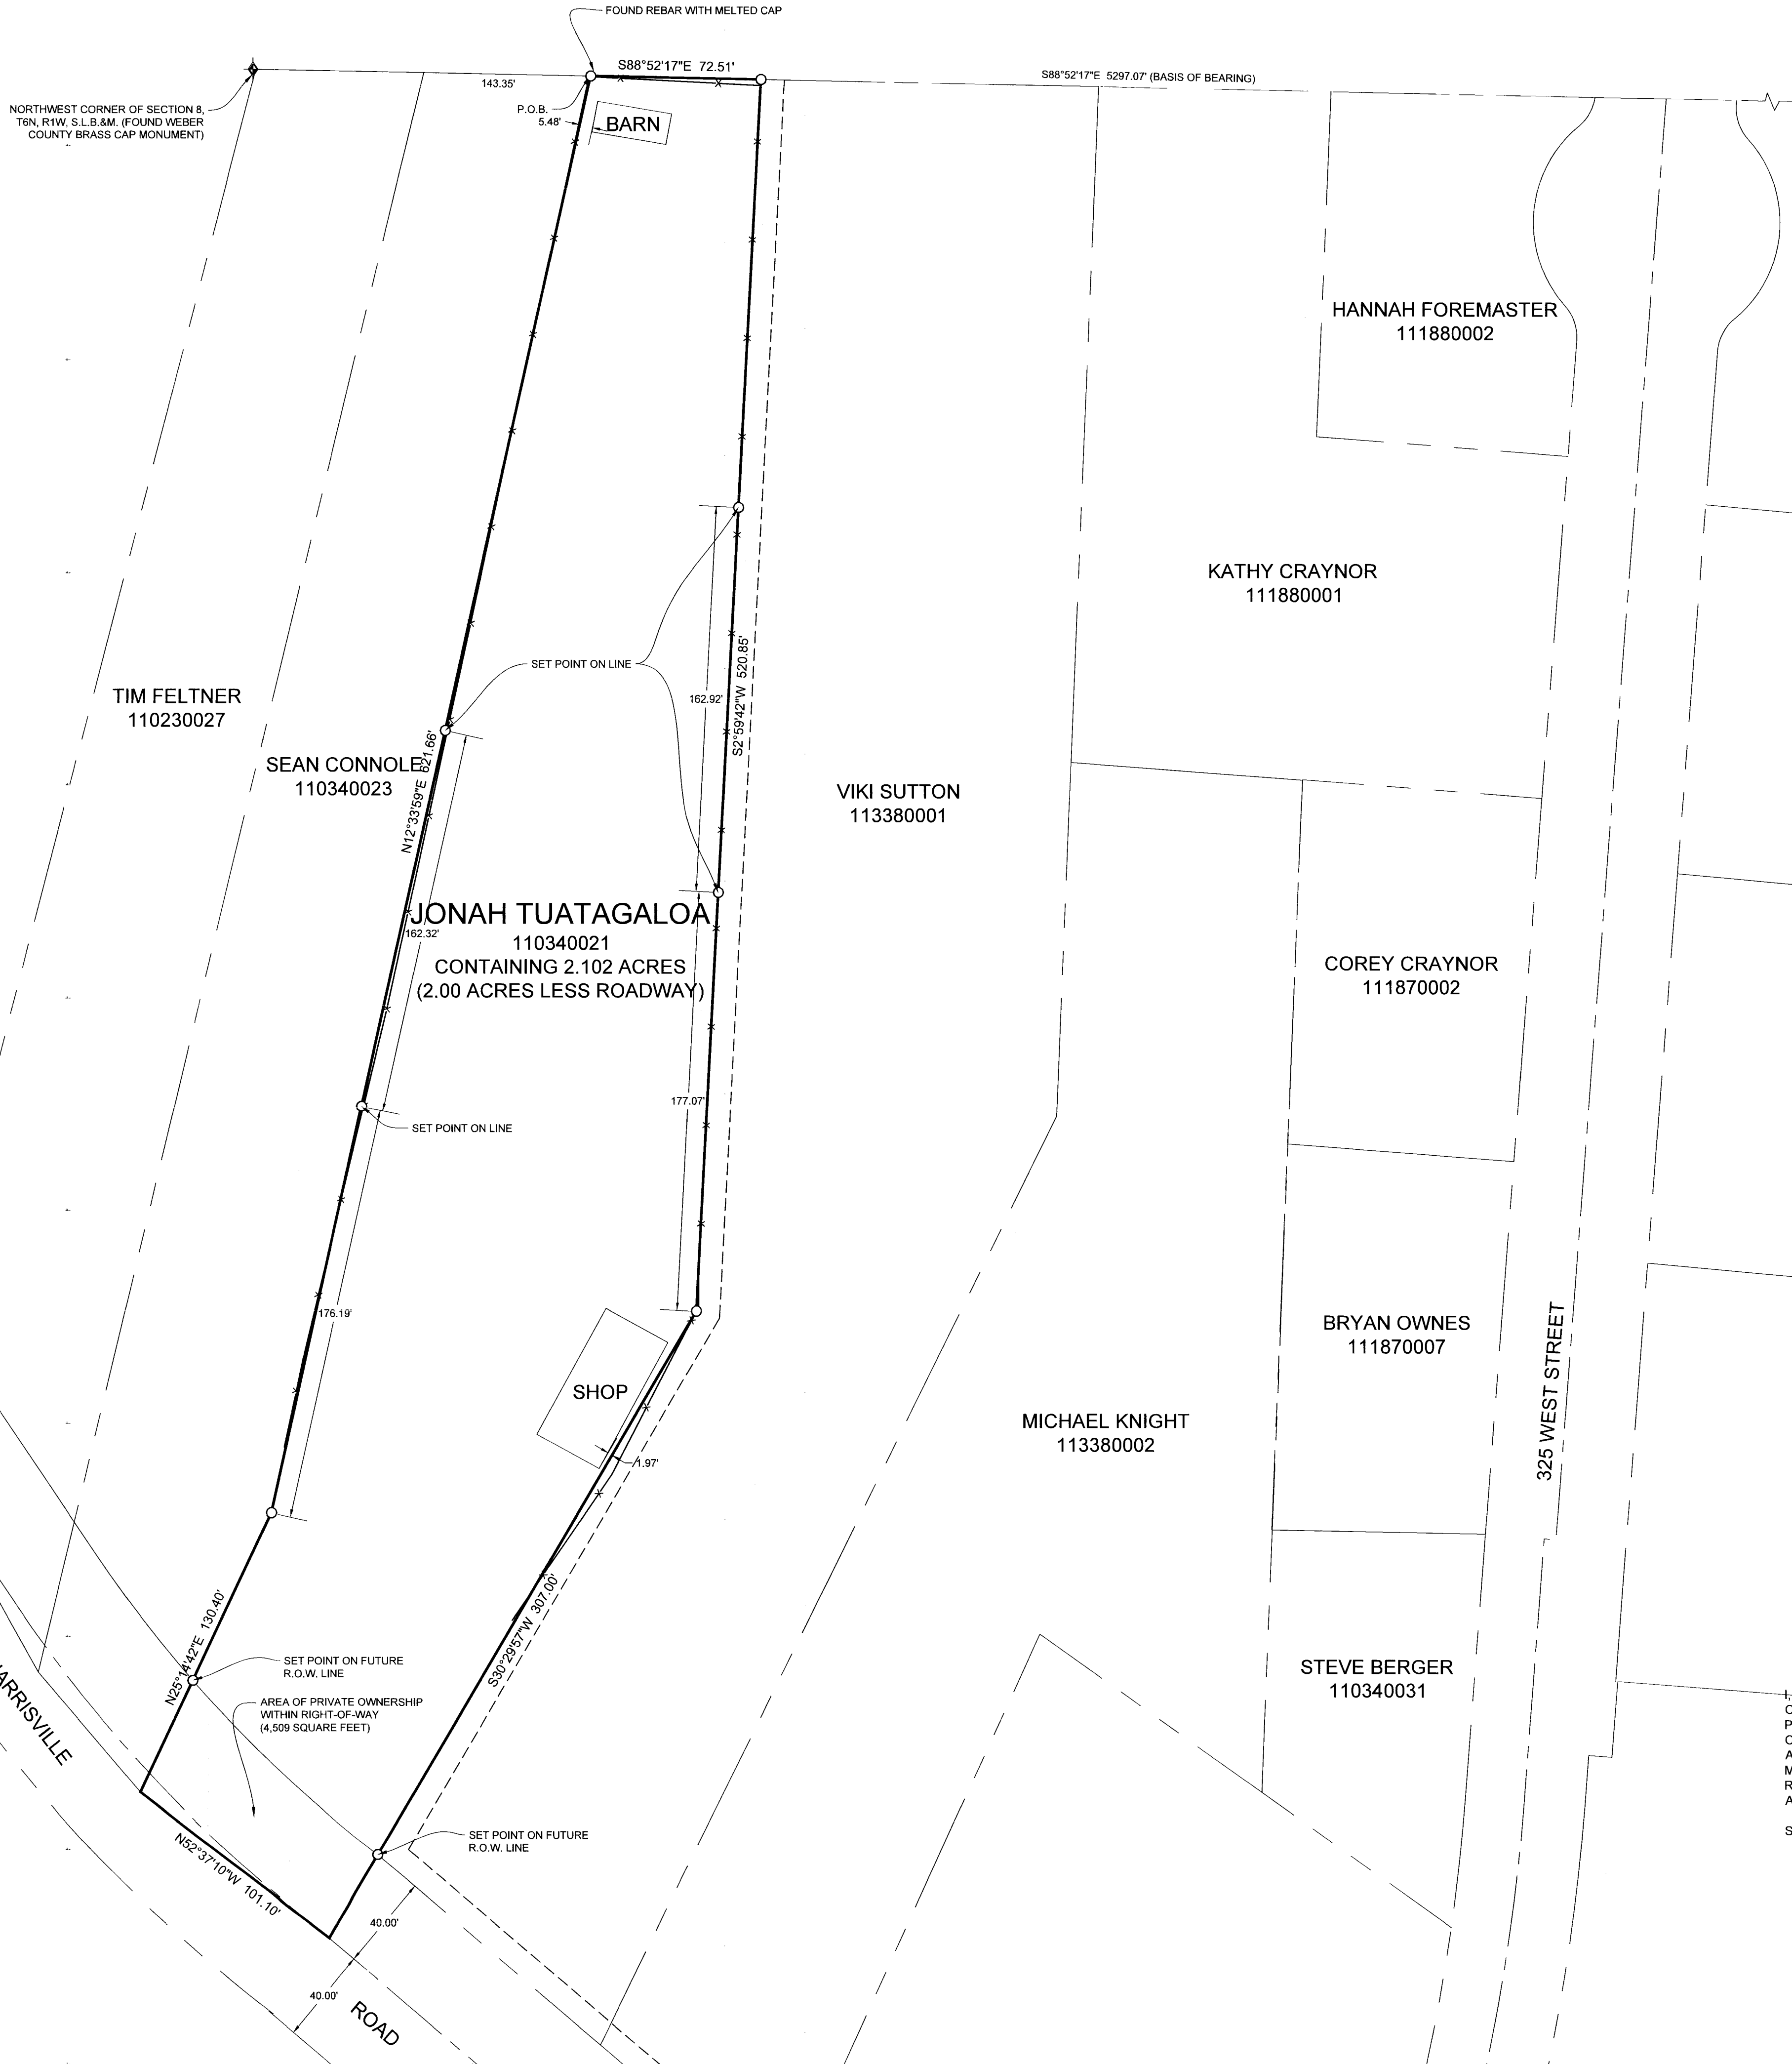 FOUND REBAR WITH MELTED CAP
S88°52'17"E 72.51'
S88°52'17"E 5297.07' (BASIS OF BEARING)
143.35'
NORTHWEST CORNER OF SECTION 8,
T6N, R1W, S.L.B.&M. (FOUND WEBER
COUNTY BRASS CAP MONUMENT)
P.O.B.
5.48'
BARN
HANNAH FOREMASTER
111880002
KATHY CRAYNOR
111880001
SET POINT ON LINE
162.92'
S2°59'42"W 520.85'
TIM FELTNER
110230027
SEAN CONNOLE
110340023
N12°33'59"E 621.66'
VIKI SUTTON
113380001
JONAH TUATAGALOA
110340021
CONTAINING 2.102 ACRES
(2.00 ACRES LESS ROADWAY)
162.32'
COREY CRAYNOR
111870002
177.07'
SET POINT ON LINE
176.19'
BRYAN OWNES
111870007
325 WEST STREET
SHOP
1.97'
MICHAEL KNIGHT
113380002
S30°29'57"W 307.00'
N25°14'42"E 130.40'
SET POINT ON FUTURE
R.O.W. LINE
AREA OF PRIVATE OWNERSHIP
WITHIN RIGHT-OF-WAY
(4,509 SQUARE FEET)
STEVE BERGER
110340031
ARRISVILLE
SET POINT ON FUTURE
R.O.W. LINE
N52°37'10"W 101.10'
40.00'
40.00'
ROAD